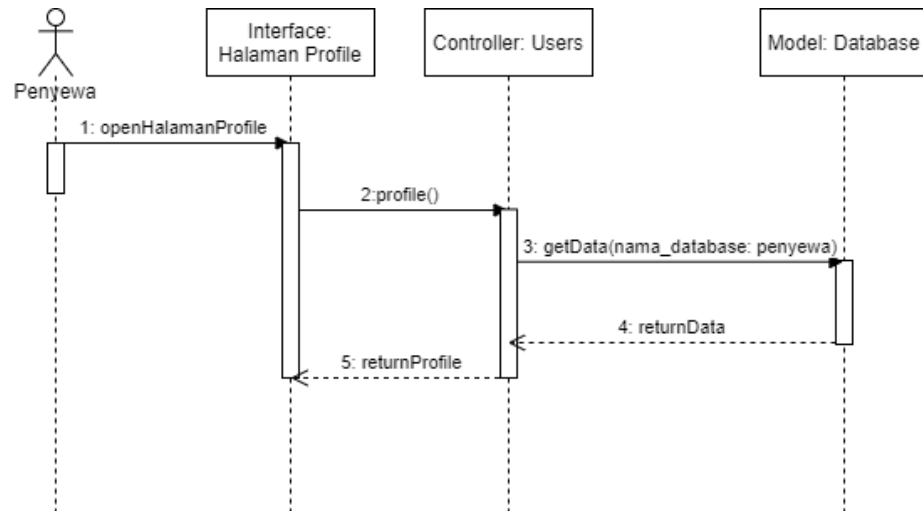 Penyewa
Interface:
Halaman Profile
Controller: Users
Model: Database
1: openHalamanProfile
2:profile()
3: getData(nama_database: penyewa)
4: returnData
5: returnProfile